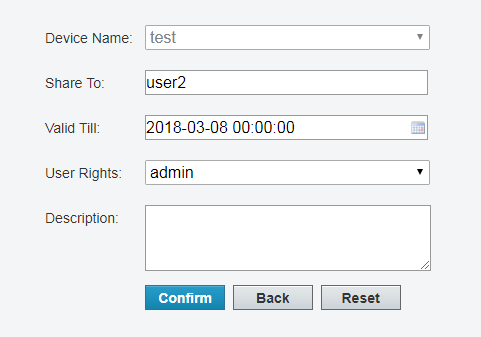 Device Name: test
Share To: user2
Valid Till: 2018-03-08 00:00:00
User Rights: admin
Description:
Confirm Back Reset